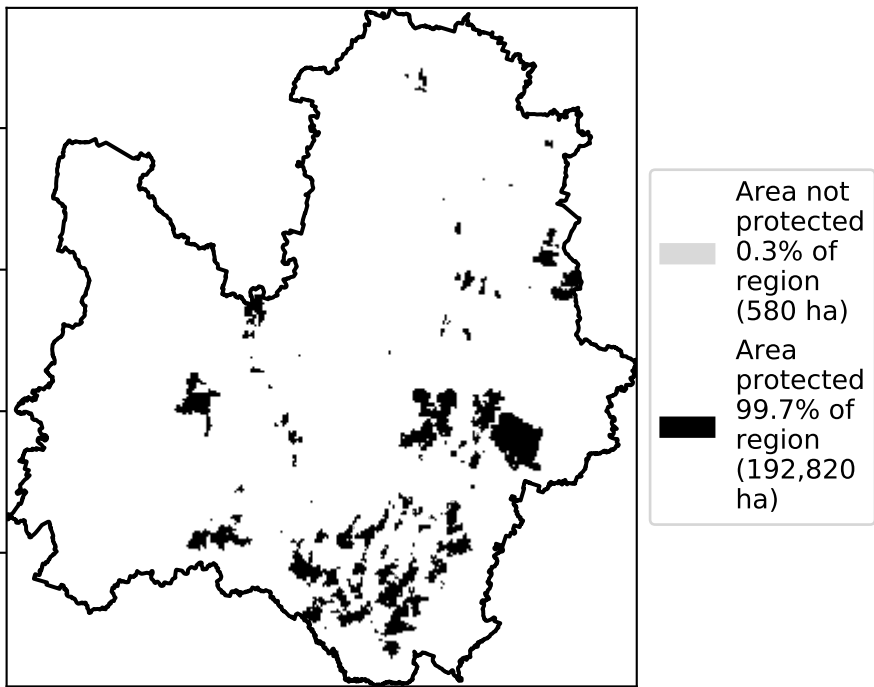 Area not
protected
0.3% of
region
(580 ha)
Area
protected
99.7% of
region
(192,820
ha)